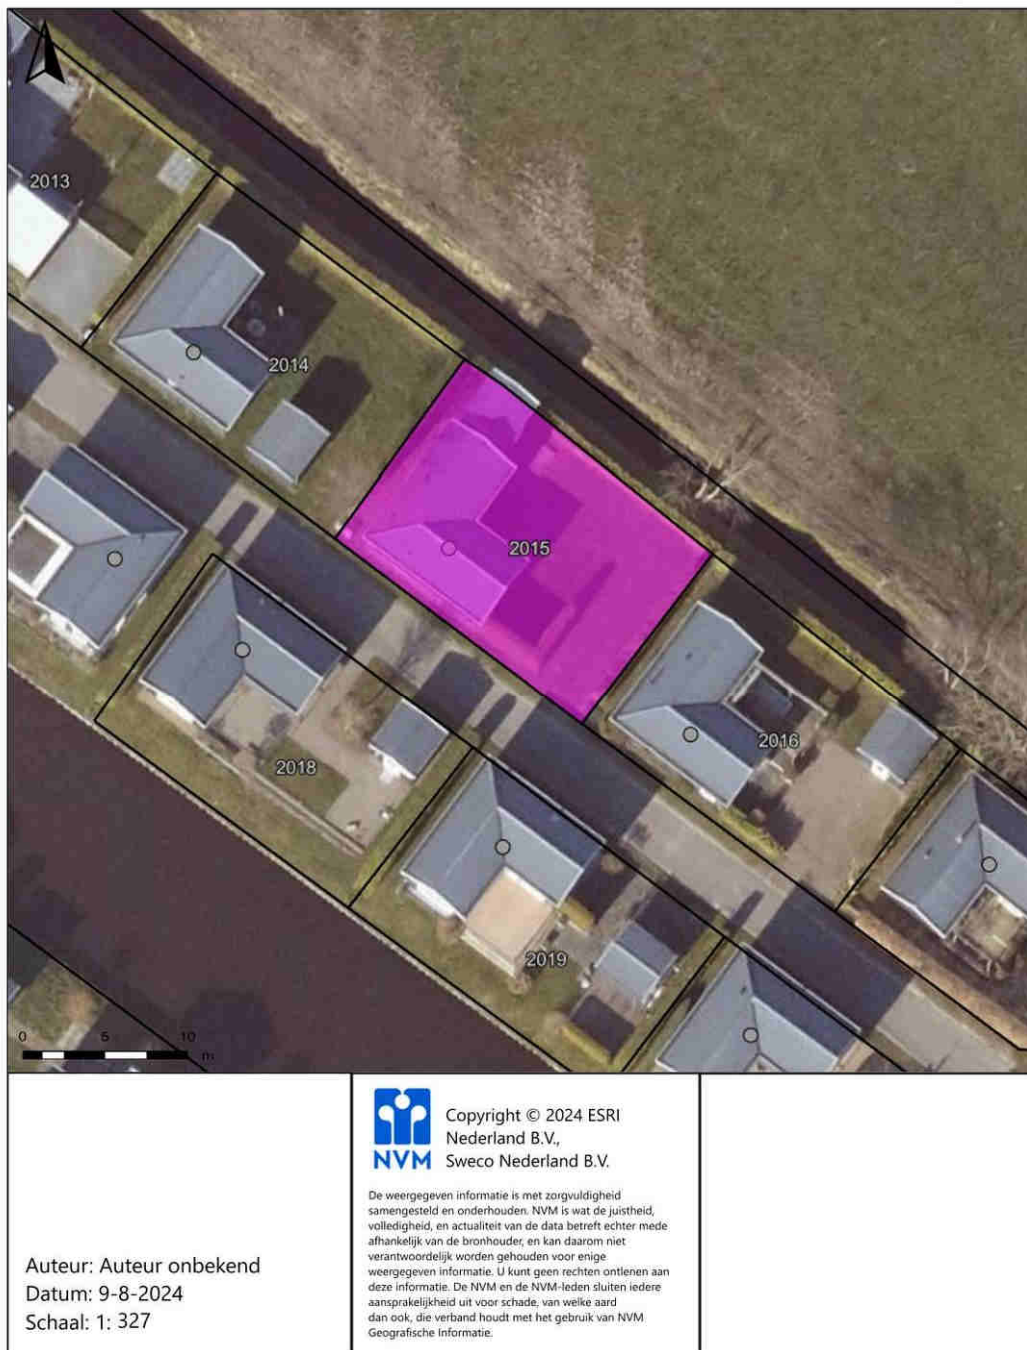 2013
2014
2015
2016
2018
2019
0 5 10
m
Auteur: Auteur onbekend
Datum: 9-8-2024
Schaal: 1: 327
NVM
Copyright © 2024 ESRI
Nederland B.V.,
Sweco Nederland B.V.
De weergegeven informatie is met zorgvuldigheid
samengesteld en onderhouden. NVM is wat de juistheid,
volledigheid, en actualiteit van de data betreft echter mede
afhankelijk van de bronhouder, en kan daarom niet
verantwoordelijk worden gehouden voor enige
weergegeven informatie. U kunt geen rechten ontlenen aan
deze informatie. De NVM en de NVM-leden sluiten iedere
aansprakelijkheid uit voor schade, van welke aard
dan ook, die verband houdt met het gebruik van NVM
Geografische Informatie.